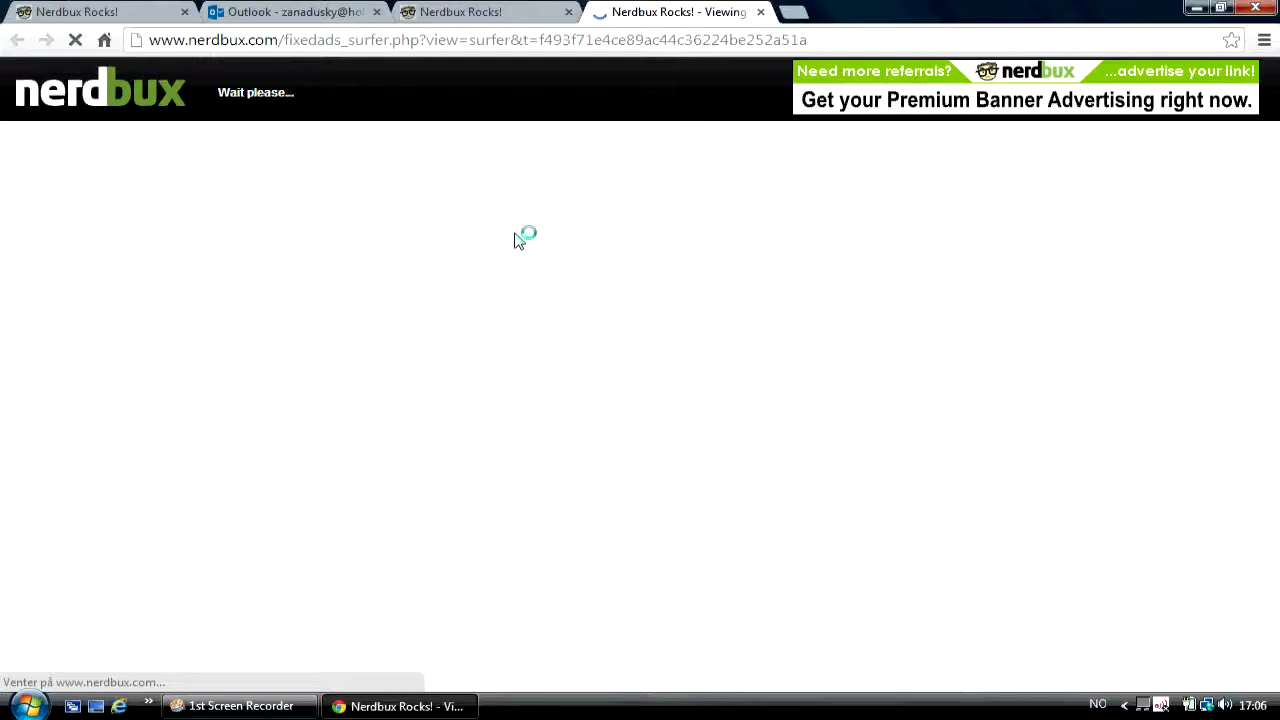 Nerdbux Rocks!
Outlook - zanadusky@ho
Nerdbux Rocks!
Nerdbux Rocks! - Viewing
www.nerdbux.com/fixedads_surfer.php?view=surfer&t=f493f71e4ce89ac44c36224be252a51a
nerdbux
Wait please...
Need more referrals?
nerdbux
...advertise your link!
Get your Premium Banner Advertising right now.
Venter på www.nerdbux.com...
1st Screen Recorder
Nerdbux Rocks! - Vi...
NO
17:06